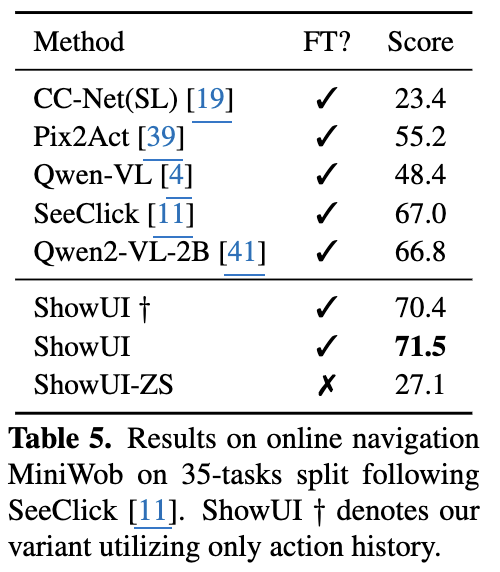 Method FT? Score
CC-Net(SL) [19] ✓ 23.4
Pix2Act [39] ✓ 55.2
Qwen-VL [4] ✓ 48.4
SeeClick [11] ✓ 67.0
Qwen2-VL-2B [41] ✓ 66.8
ShowUI † ✓ 70.4
ShowUI ✓ 71.5
ShowUI-ZS ✗ 27.1
Table 5. Results on online navigation
MiniWob on 35-tasks split following
SeeClick [11]. ShowUI † denotes our
variant utilizing only action history.